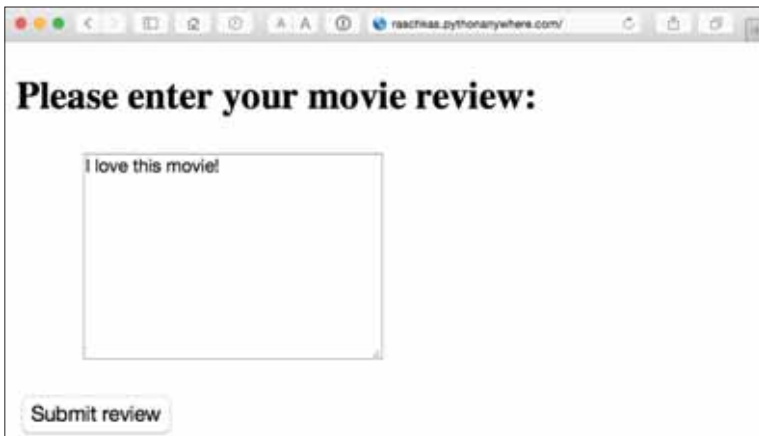 A A raschkas.pythonanywhere.com/
Please enter your movie review:
I love this movie!
Submit review